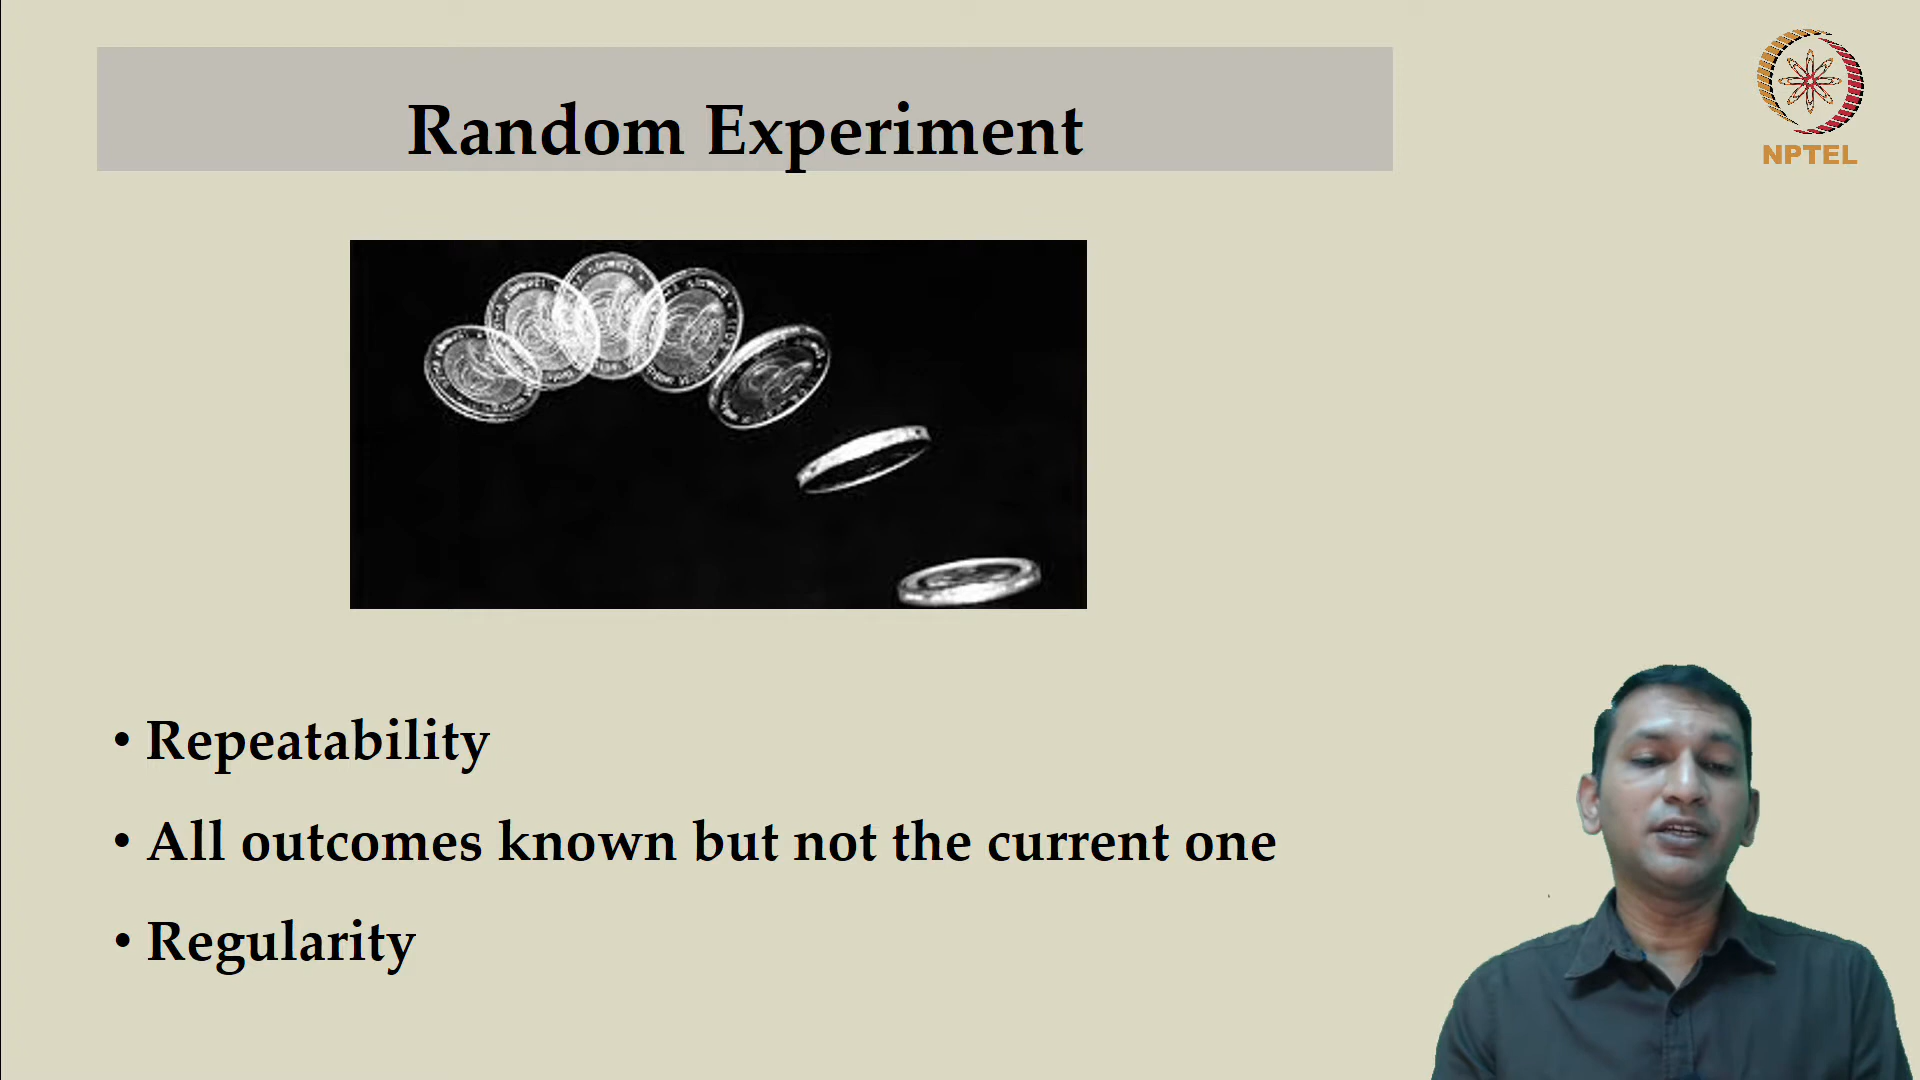 Random Experiment
NPTEL
• Repeatability
• All outcomes known but not the current one
• Regularity